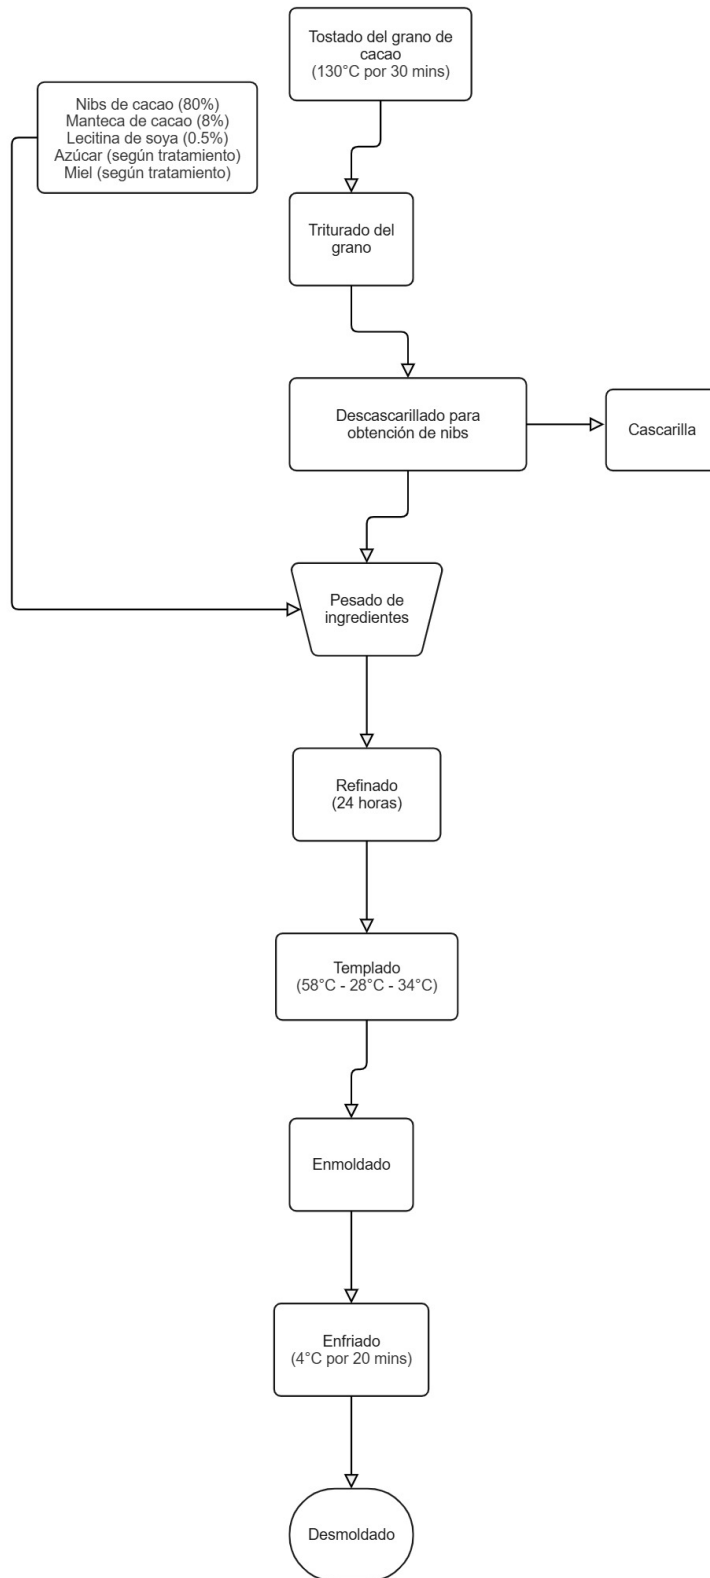 Tostado del grano de
cacao
(130°C por 30 mins)
Nibs de cacao (80%)
Manteca de cacao (8%)
Lecitina de soya (0.5%)
Azúcar (según tratamiento)
Miel (según tratamiento)
Triturado del
grano
Descascarillado para
obtención de nibs
Cascarilla
Pesado de
ingredientes
Refinado
(24 horas)
Templado
(58°C - 28°C - 34°C)
Enmoldado
Enfriado
(4°C por 20 mins)
Desmoldado